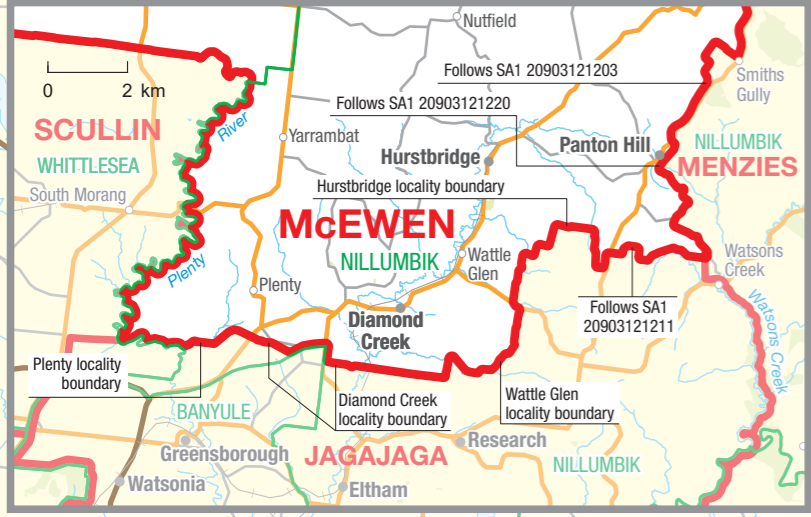 Nutfield
Follows SA1 20903121203
0 2 km
Smiths
Gully
Follows SA1 20903121220
SCULLIN
River
Yarrambat
NILLUMBIK
Panton Hill
Hurstbridge
MENZIES
WHITTLESEA
Hurstbridge locality boundary
South Morang
McEWEN
Wattle
Glen
Watsons
Creek
NILLUMBIK
Plenty
Plenty
Follows SA1
20903121211
Watsons Creek
Diamond
Creek
Plenty locality
boundary
Diamond Creek
locality boundary
Wattle Glen
locality boundary
BANYULE
Greensborough
JAGAJAGA
Research
NILLUMBIK
Watsonia
Eltham